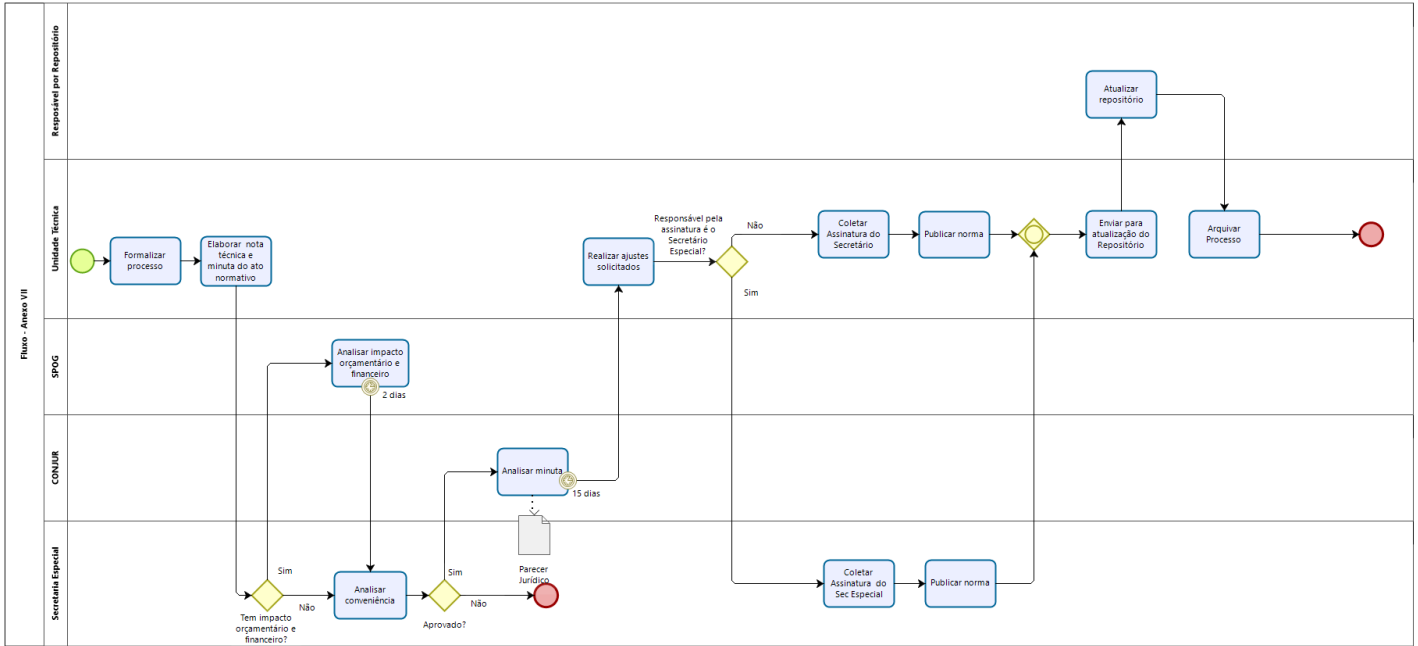 Fluxo - Anexo VII
Resposável por Repositório
Atualizar
repositório
Unidade Técnica
Formalizar
processo
Elaborar nota
técnica e
minuta do ato
normativo
Realizar ajustes
solicitados
Responsável pela
assinatura é o
Secretário
Especial?
Não
Sim
Coletar
Assinatura do
Secretário
Publicar norma
Enviar para
atualização do
Repositório
Arquivar
Processo
SPOG
Analisar impacto
orçamentário e
financeiro
2 dias
CONJUR
Analisar minuta
15 dias
Parecer
Jurídico
Secretaria Especial
Sim
Não
Tem impacto
orçamentário e
financeiro?
Analisar
conveniência
Sim
Não
Aprovado?
Coletar
Assinatura do
Sec Especial
Publicar norma